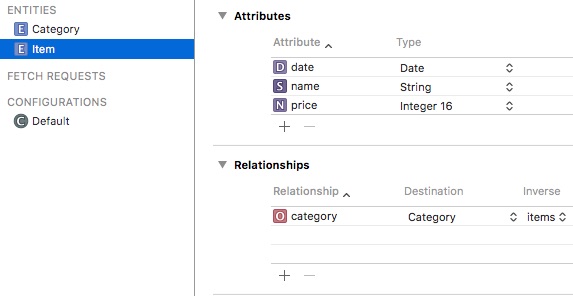 ENTITIES
E Category
E Item
FETCH REQUESTS
CONFIGURATIONS
C Default
Attributes
Attribute Type
D date Date
S name String
N price Integer 16
+ −
Relationships
Relationship Destination Inverse
O category Category items
+ −